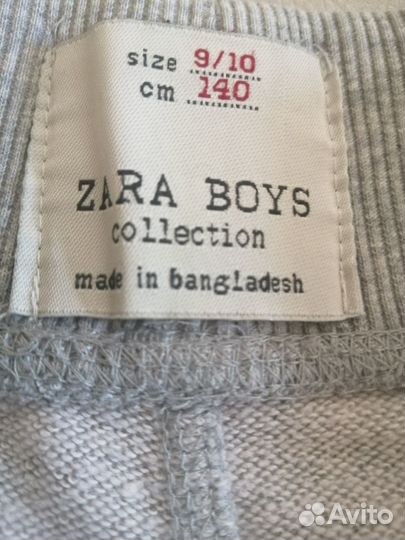 size 9/10
cm 140
ZARA BOYS
collection
made in bangladesh
Avito